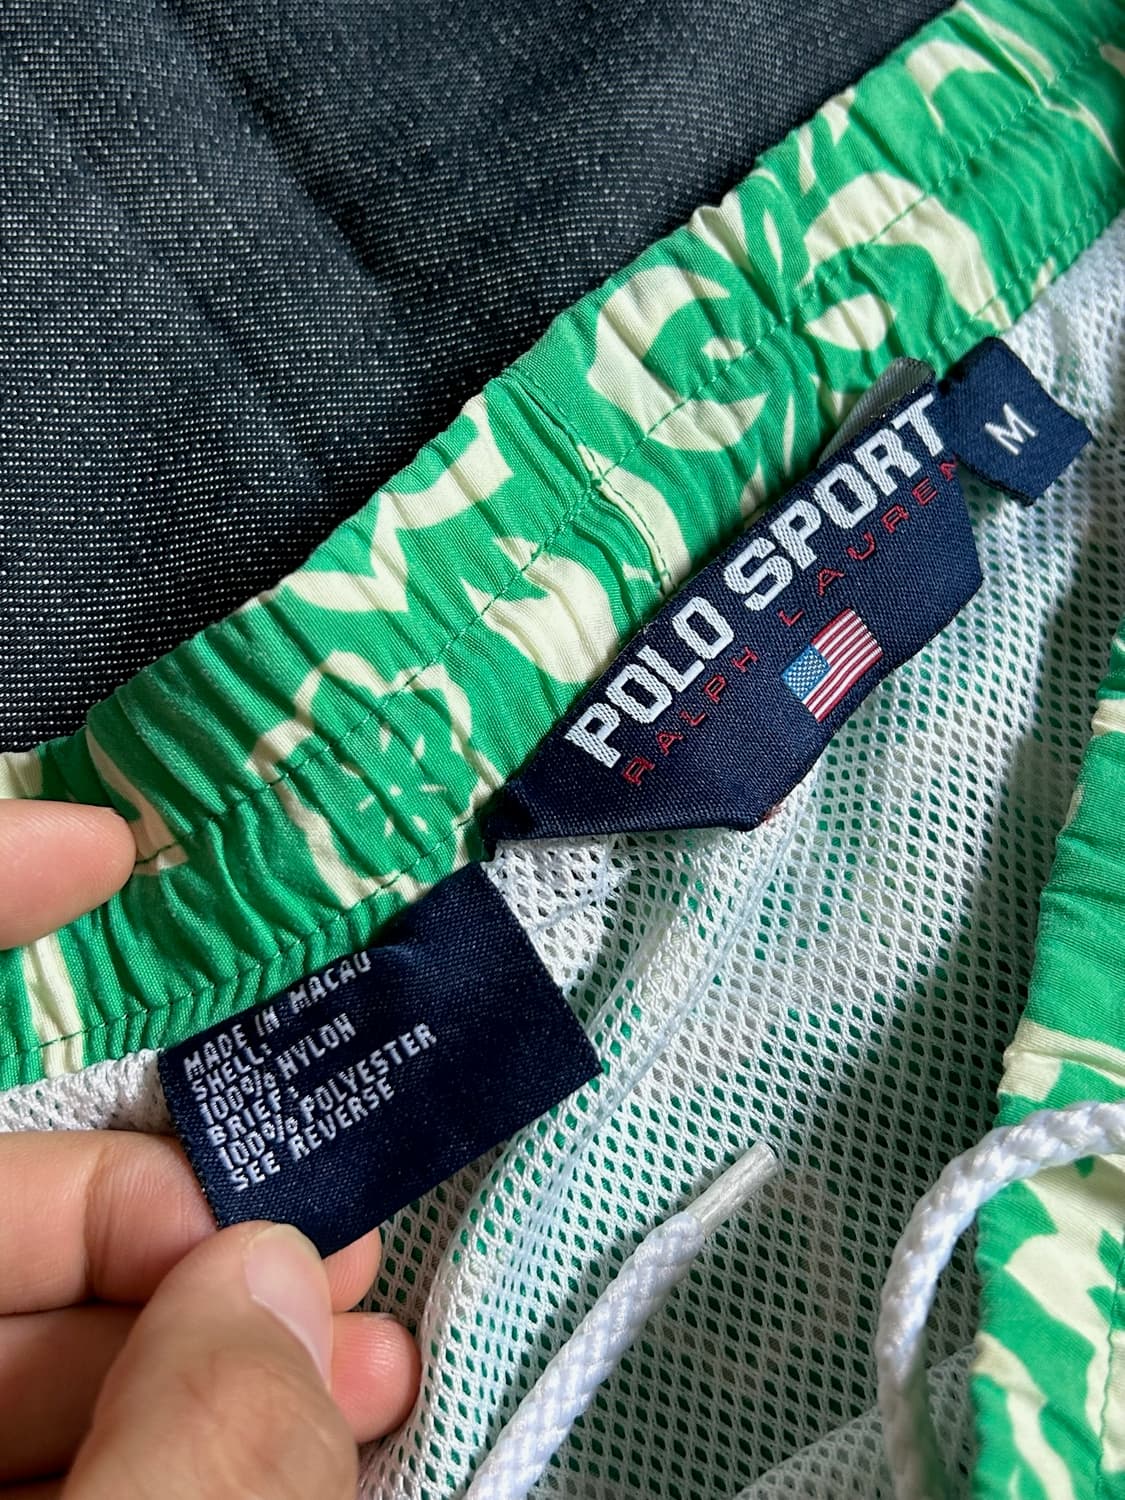 POLO SPORT
RALPH LAUREN
M
MADE IN MACAU
SHELL:
100% NYLON
BRIEF:
100% POLYESTER
SEE REVERSE